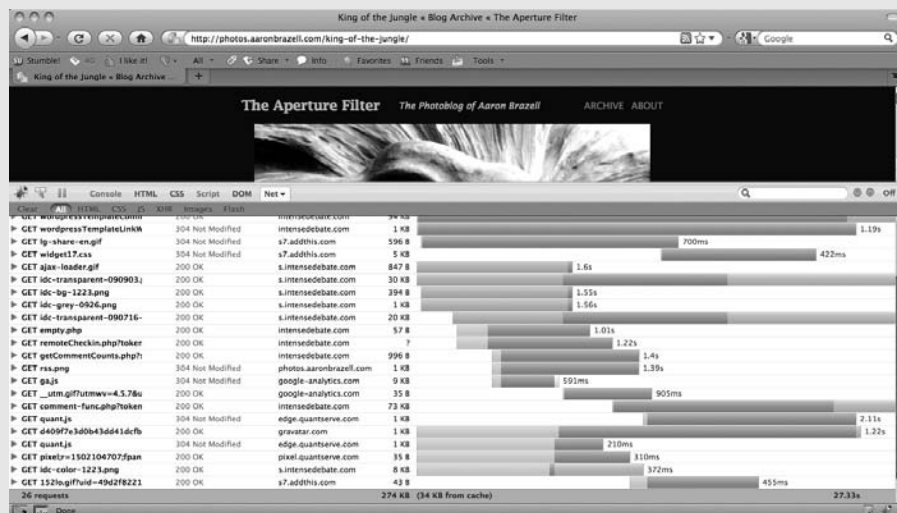 King of the Jungle « Blog Archive « The Aperture Filter
http://photos.aaronbrazell.com/king-of-the-jungle/
Google
Stumble! I like it! All Share Info Favorites Friends Tools
King of the Jungle « Blog Archive ...
+
The Aperture Filter The Photoblog of Aaron Brazell ARCHIVE ABOUT
Console HTML CSS Script DOM Net Off
Clear All HTML CSS JS XHR Images Flash
200 OK intensedebate.com 94 KB
GET wordpressTemplateLinkW 304 Not Modified intensedebate.com 1 KB 1.19s
GET lg-share-en.gif 304 Not Modified s7.addthis.com 596 B 700ms
GET widget17.css 304 Not Modified s7.addthis.com 5 KB 422ms
GET ajax-loader.gif 200 OK s.intensedebate.com 847 B 1.6s
GET idc-transparent-090903.j 200 OK s.intensedebate.com 30 KB
GET idc-bg-1223.png 200 OK s.intensedebate.com 394 B 1.55s
GET idc-grey-0926.png 200 OK s.intensedebate.com 1 KB 1.56s
GET idc-transparent-090716- 200 OK s.intensedebate.com 20 KB
GET empty.php 200 OK intensedebate.com 57 B 1.01s
GET remoteCheckin.php?token 200 OK intensedebate.com ? 1.22s
GET getCommentCounts.php?: 200 OK intensedebate.com 996 B 1.4s
GET rss.png 304 Not Modified photos.aaronbrazell.com 1 KB 1.39s
GET ga.js 304 Not Modified google-analytics.com 9 KB 591ms
GET __utm.gif?utmwv=4.5.7&u 200 OK google-analytics.com 35 B 905ms
GET comment-func.php?token 200 OK intensedebate.com 73 KB
GET quant.js 304 Not Modified edge.quantserve.com 1 KB 2.11s
GET d409f7e3d0b43dd41dcfb 200 OK gravatar.com 1 KB 1.22s
GET quant.js 304 Not Modified edge.quantserve.com 1 KB 210ms
GET pixel;r=1502104707;fpan 200 OK pixel.quantserve.com 35 B 310ms
GET idc-color-1223.png 200 OK s.intensedebate.com 8 KB 372ms
GET 152lo.gif?uid=49d2f8221 200 OK s7.addthis.com 43 B 455ms
26 requests 274 KB (34 KB from cache) 27.33s
Done